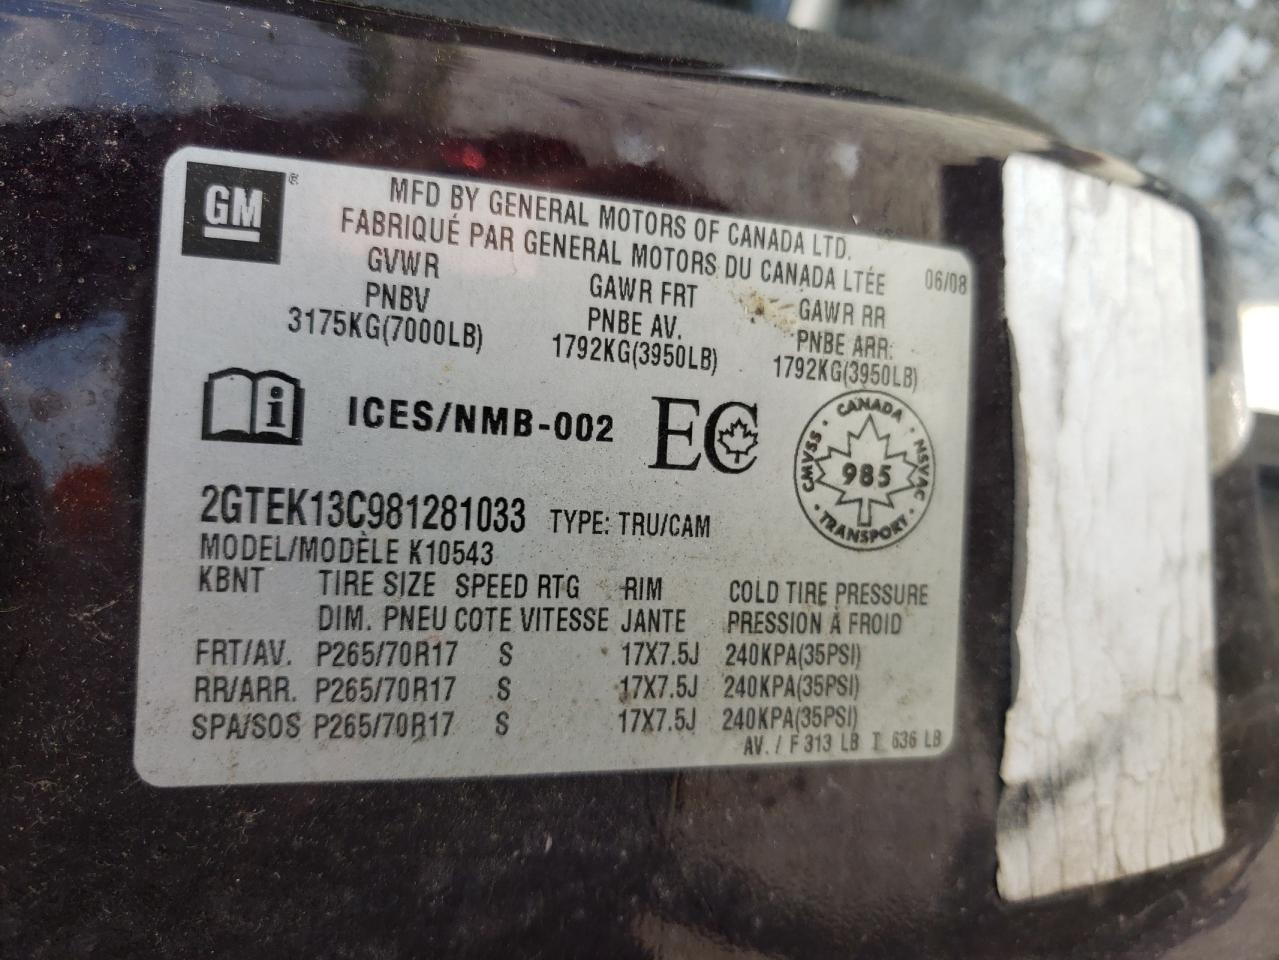 GM ®
MFD BY GENERAL MOTORS OF CANADA LTD.
FABRIQUÉ PAR GENERAL MOTORS DU CANADA LTÉE
06/08
GVWR GAWR FRT GAWR RR
PNBV PNBE AV. PNBE ARR:
3175KG(7000LB) 1792KG(3950LB) 1792KG(3950LB)
i ICES/NMB-002 EC
CANADA
CMVSS · NSVAC
985
TRANSPORT
2GTEK13C981281033 TYPE: TRU/CAM
MODEL/MODÈLE K10543
KBNT TIRE SIZE SPEED RTG RIM COLD TIRE PRESSURE
DIM. PNEU COTE VITESSE JANTE PRESSION À FROID
FRT/AV. P265/70R17 S 17X7.5J 240KPA(35PSI)
RR/ARR. P265/70R17 S 17X7.5J 240KPA(35PSI)
SPA/SOS P265/70R17 S 17X7.5J 240KPA(35PSI)
AV. / F 313 LB T 636 LB